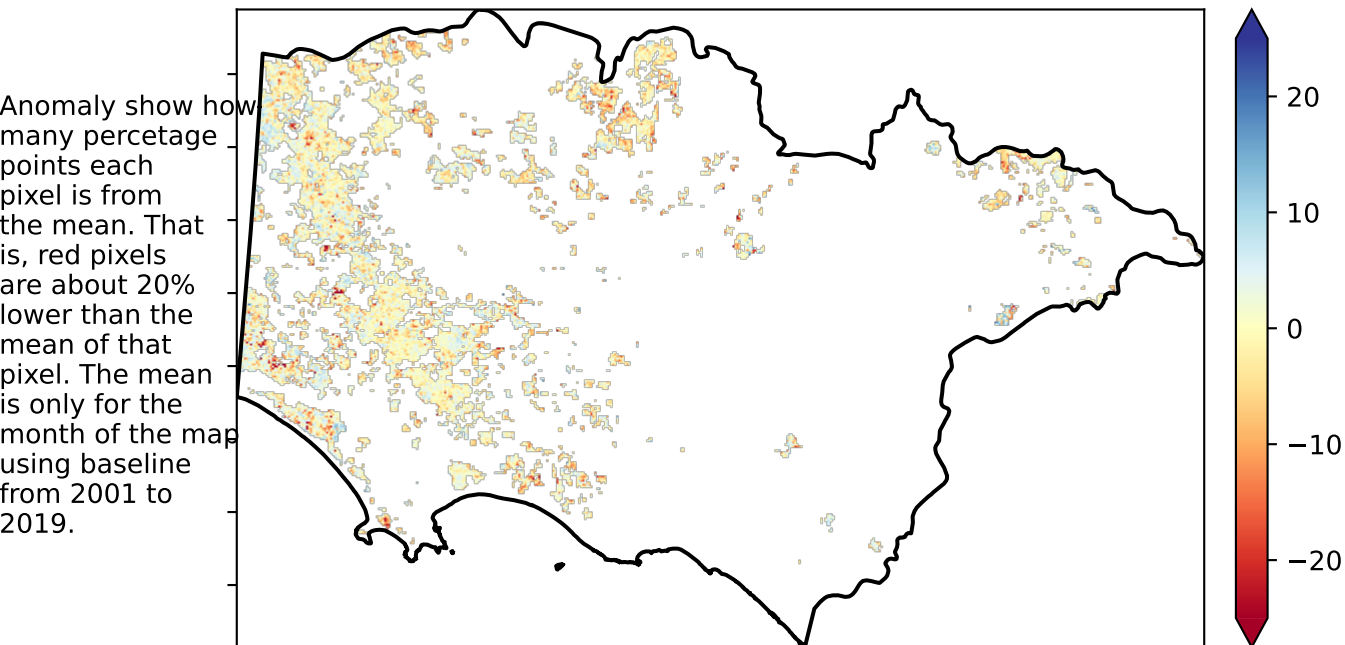 Anomaly show how
many percetage
points each
pixel is from
the mean. That
is, red pixels
are about 20%
lower than the
mean of that
pixel. The mean
is only for the
month of the map
using baseline
from 2001 to
2019.
20
10
0
−10
−20